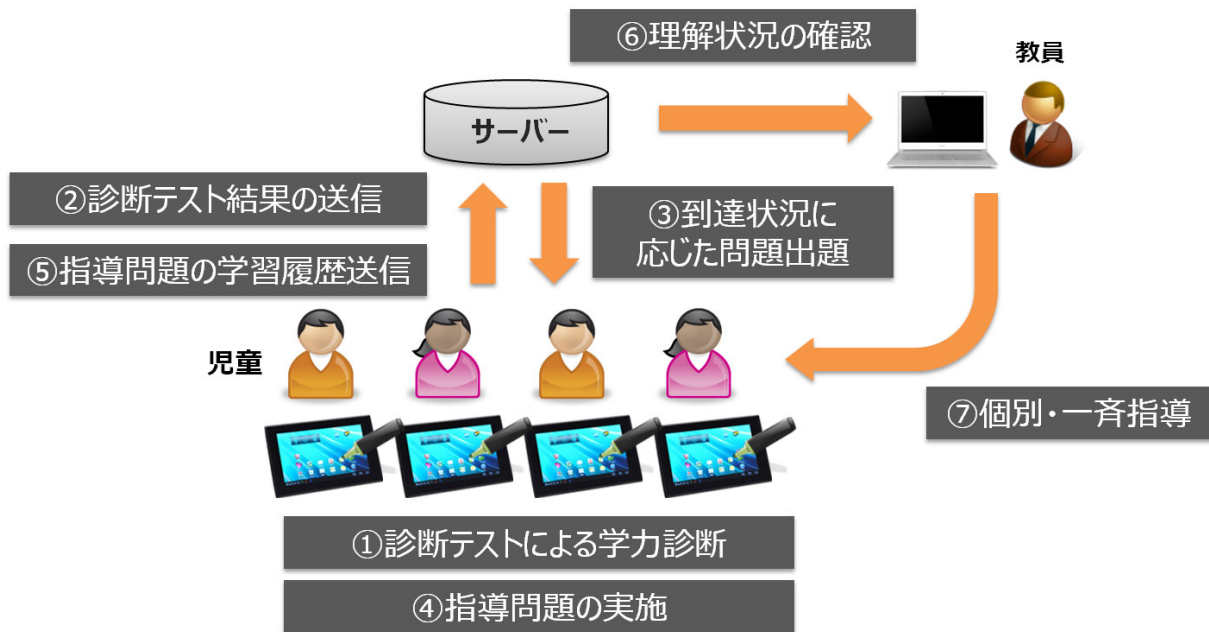 ⑥理解状況の確認
教員
サーバー
②診断テスト結果の送信
③到達状況に
応じた問題出題
⑤指導問題の学習履歴送信
児童
⑦個別・一斉指導
①診断テストによる学力診断
④指導問題の実施